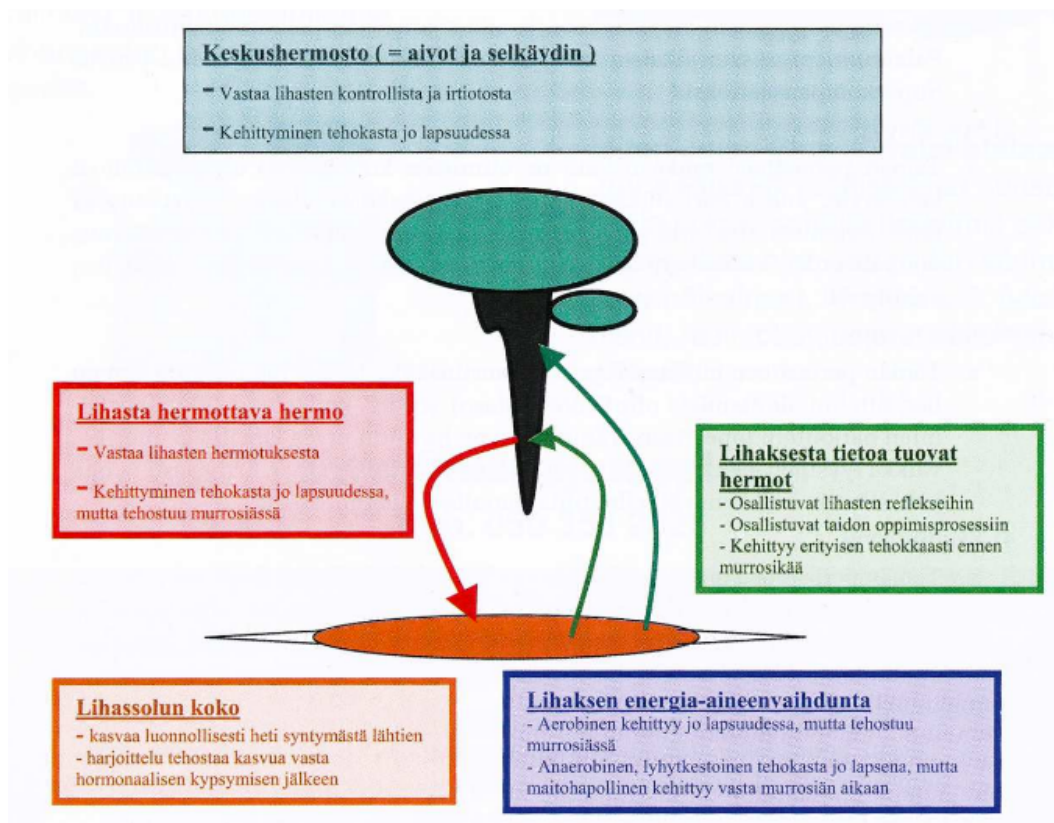 Keskushermosto ( = aivot ja selkäydin )
- Vastaa lihasten kontrollista ja irtiotosta
- Kehittyminen tehokasta jo lapsuudessa
Lihasta hermottava hermo
- Vastaa lihasten hermotuksesta
- Kehittyminen tehokasta jo lapsuudessa,
mutta tehostuu murrosiässä
Lihaksesta tietoa tuovat
hermot
- Osallistuvat lihasten reflekseihin
- Osallistuvat taidon oppimisprosessiin
- Kehittyy erityisen tehokkaasti ennen
murrosikää
Lihassolun koko
- kasvaa luonnollisesti heti syntymästä lähtien
- harjoittelu tehostaa kasvua vasta
hormonaalisen kypsymisen jälkeen
Lihaksen energia-aineenvaihdunta
- Aerobinen kehittyy jo lapsuudessa, mutta tehostuu
murrosiässä
- Anaerobinen, lyhytkestoinen tehokasta jo lapsena, mutta
maitohapollinen kehittyy vasta murrosiän aikaan